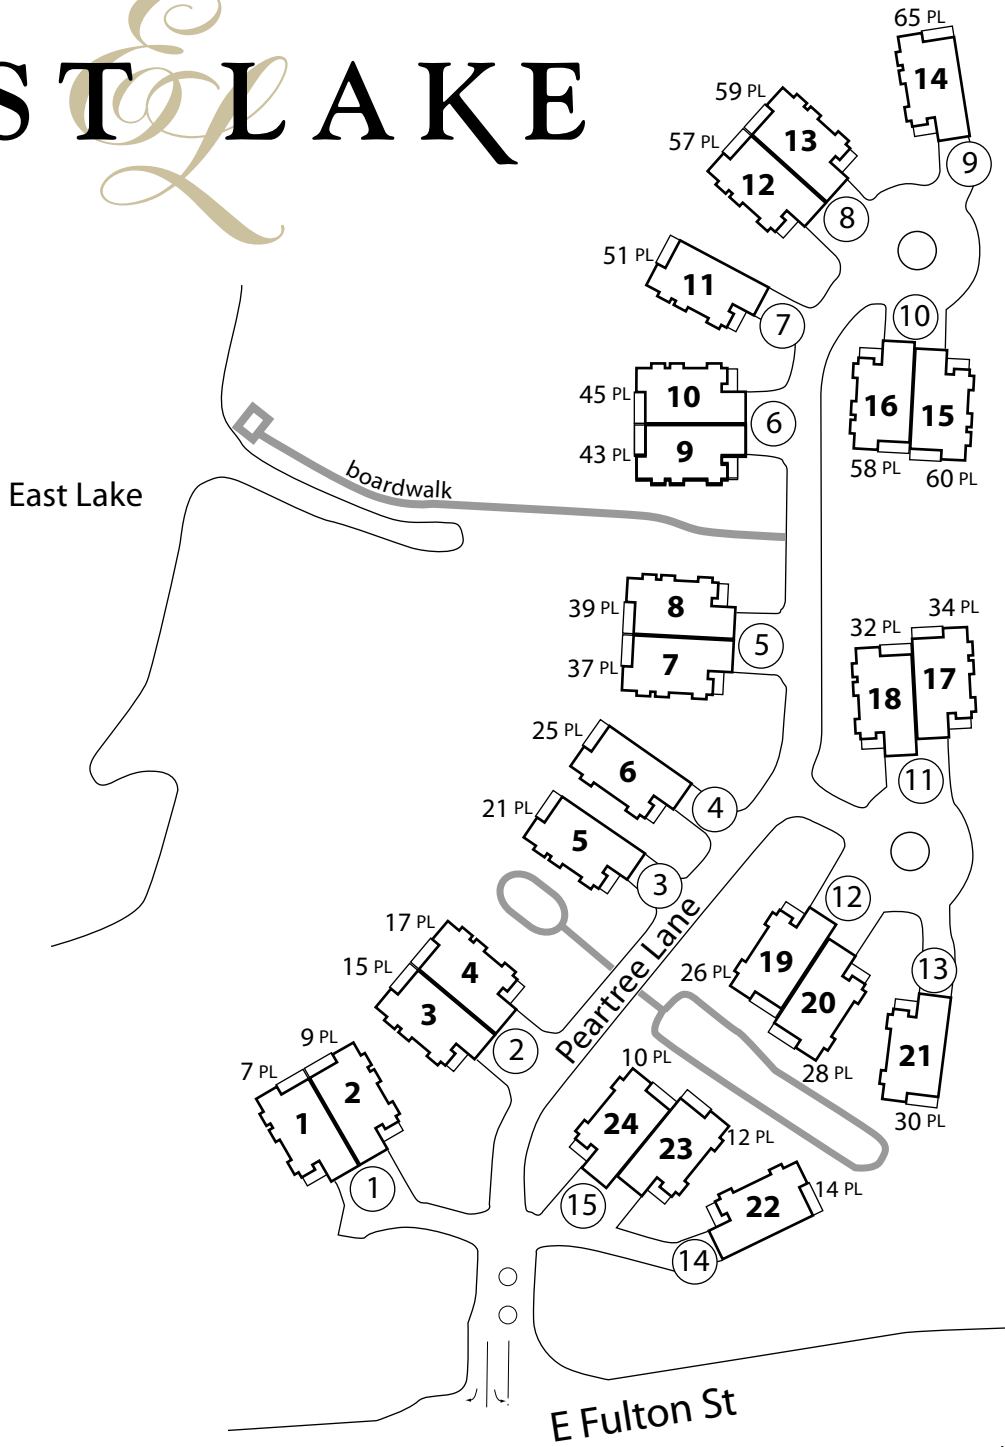 ST LAKE
EL
65 PL
14
9
59 PL
13
57 PL
12
8
51 PL
11
7
10
45 PL
10
6
43 PL
9
16
15
58 PL
60 PL
boardwalk
East Lake
39 PL
8
5
37 PL
7
34 PL
32 PL
17
18
11
25 PL
6
4
21 PL
5
3
12
17 PL
4
15 PL
3
2
Peartree Lane
26 PL
19
20
28 PL
13
21
30 PL
9 PL
7 PL
2
1
1
10 PL
24
23
12 PL
15
22
14 PL
14
E Fulton St